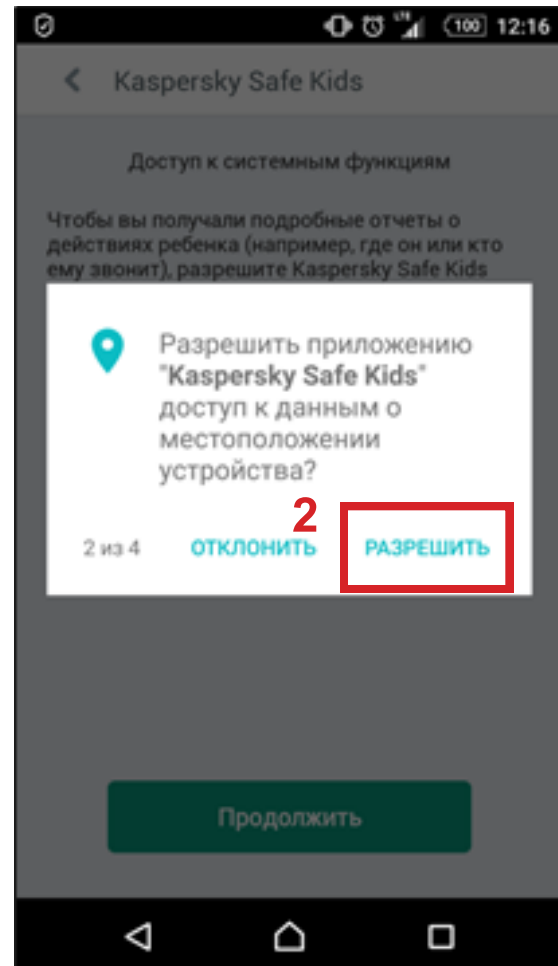 LTE 100 12:16
Kaspersky Safe Kids
Доступ к системным функциям
Чтобы вы получали подробные отчеты о
действиях ребенка (например, где он или кто
ему звонит), разрешите Kaspersky Safe Kids
Разрешить приложению
"Kaspersky Safe Kids"
доступ к данным о
местоположении
устройства?
2
2 из 4 ОТКЛОНИТЬ РАЗРЕШИТЬ
Продолжить